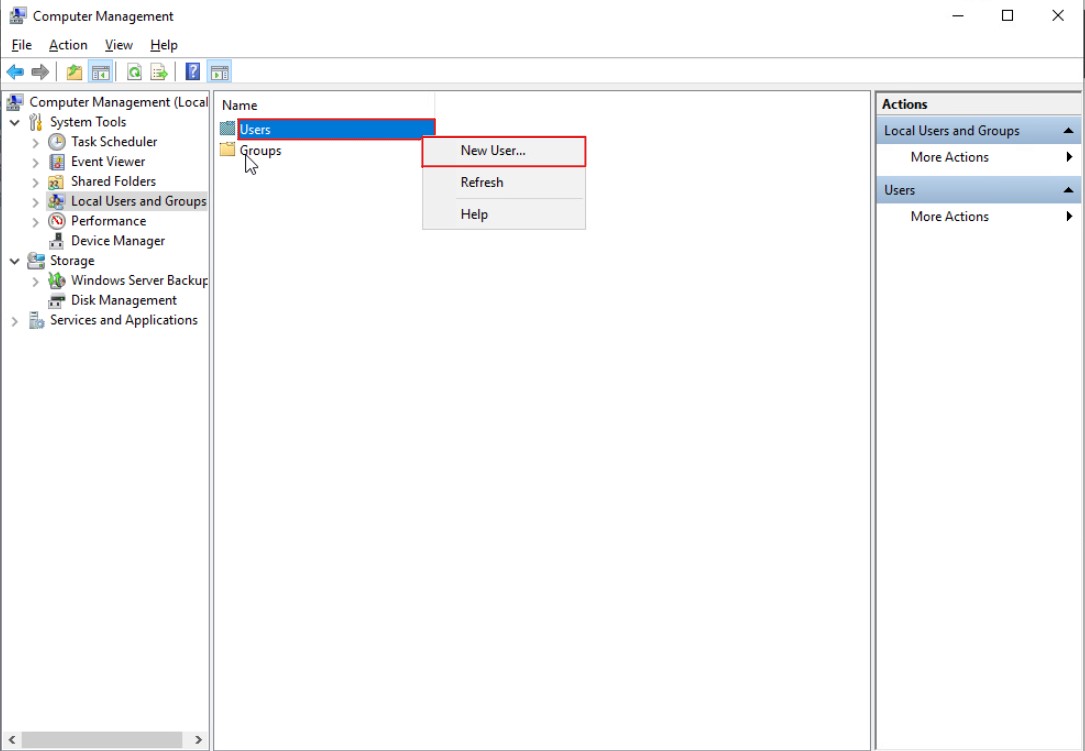 Computer Management
File Action View Help
Computer Management (Local
System Tools
Task Scheduler
Event Viewer
Shared Folders
Local Users and Groups
Performance
Device Manager
Storage
Windows Server Backup
Disk Management
Services and Applications
Name
Users
Groups
New User...
Refresh
Help
Actions
Local Users and Groups
More Actions
Users
More Actions